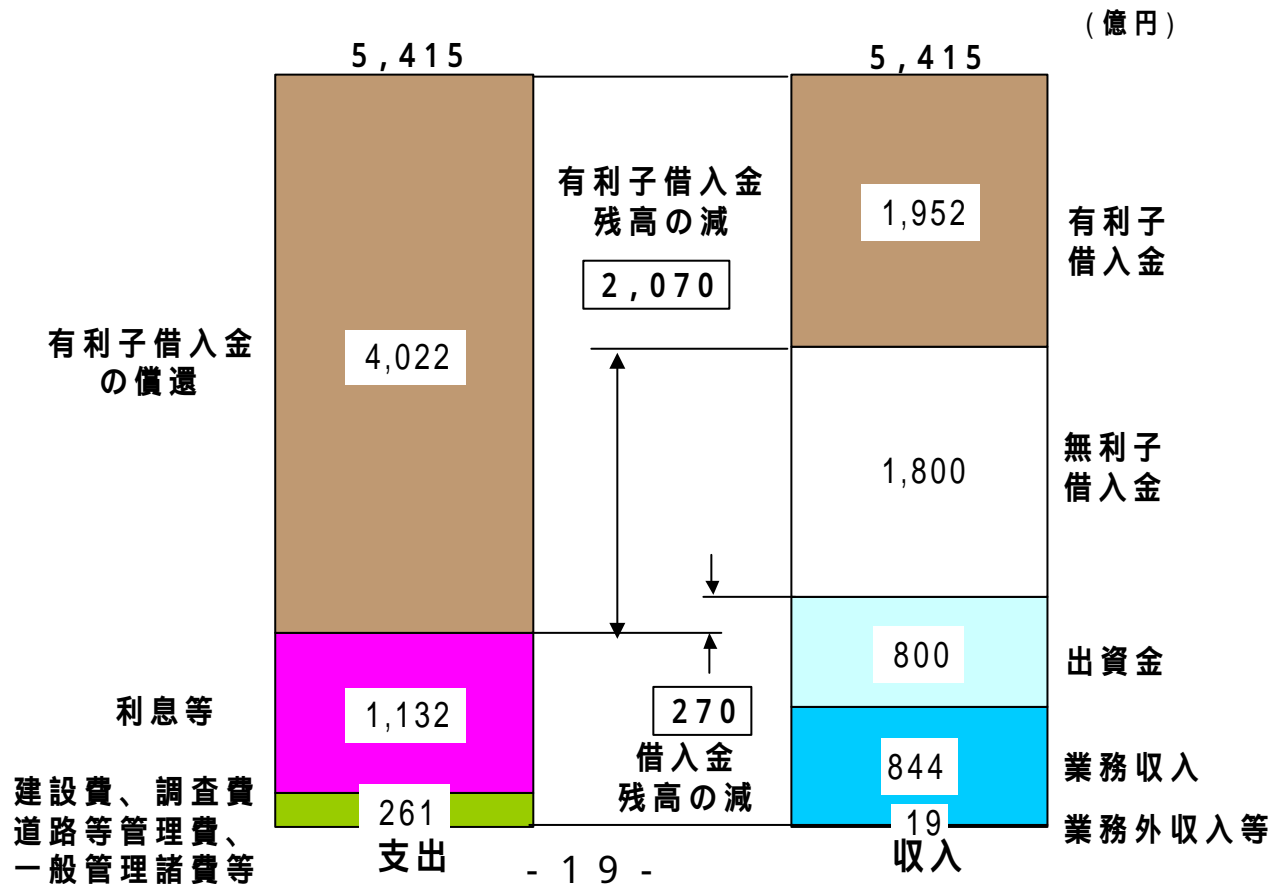 (億円)
5,415
5,415
有利子借入金
残高の減
2,070
1,952
有利子
借入金
有利子借入金
の償還
4,022
1,800
無利子
借入金
利息等
1,132
270
借入金
残高の減
800
出資金
844
業務収入
建設費、調査費
道路等管理費、
一般管理諸費等
261
19
業務外収入等
支出
収入
- 19 -